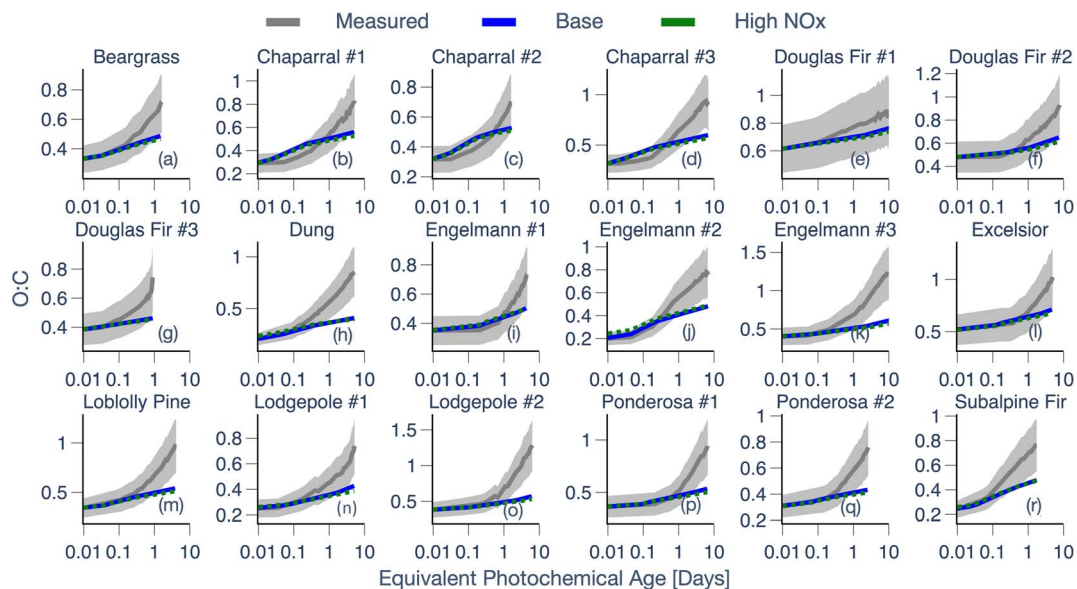 Measured Base High NOx
Beargrass Chaparral #1 Chaparral #2 Chaparral #3 Douglas Fir #1 Douglas Fir #2
0.8 0.6 0.4 (a)
1 0.8 0.6 0.4 0.2 (b)
0.8 0.6 0.4 0.2 (c)
1 0.5 (d)
1 0.8 0.6 (e)
1.2 1 0.8 0.6 0.4 (f)
0.01 0.1 1 10 0.01 0.1 1 10 0.01 0.1 1 10 0.01 0.1 1 10 0.01 0.1 1 10 0.01 0.1 1 10
Douglas Fir #3 Dung Engelmann #1 Engelmann #2 Engelmann #3 Excelsior
O:C
0.8 0.6 0.4 (g)
1 0.5 (h)
0.8 0.6 0.4 (i)
1 0.8 0.6 0.4 0.2 (j)
1.5 1 0.5 (k)
1 0.5 (l)
0.01 0.1 1 10 0.01 0.1 1 10 0.01 0.1 1 10 0.01 0.1 1 10 0.01 0.1 1 10 0.01 0.1 1 10
Loblolly Pine Lodgepole #1 Lodgepole #2 Ponderosa #1 Ponderosa #2 Subalpine Fir
1 0.5 (m)
0.8 0.6 0.4 0.2 (n)
1.5 1 0.5 (o)
1 0.5 (p)
1 0.8 0.6 0.4 0.2 (q)
0.8 0.6 0.4 0.2 (r)
0.01 0.1 1 10 0.01 0.1 1 10 0.01 0.1 1 10 0.01 0.1 1 10 0.01 0.1 1 10 0.01 0.1 1 10
Equivalent Photochemical Age [Days]